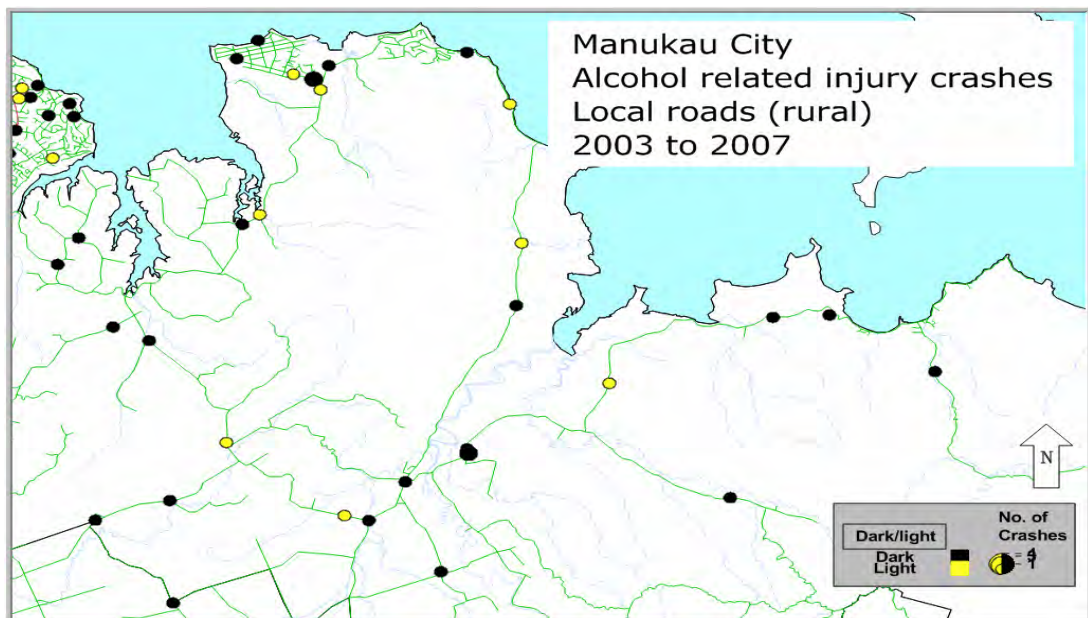 Manukau City
Alcohol related injury crashes
Local roads (rural)
2003 to 2007
N
No. of
Crashes
Dark/light
Dark
Light